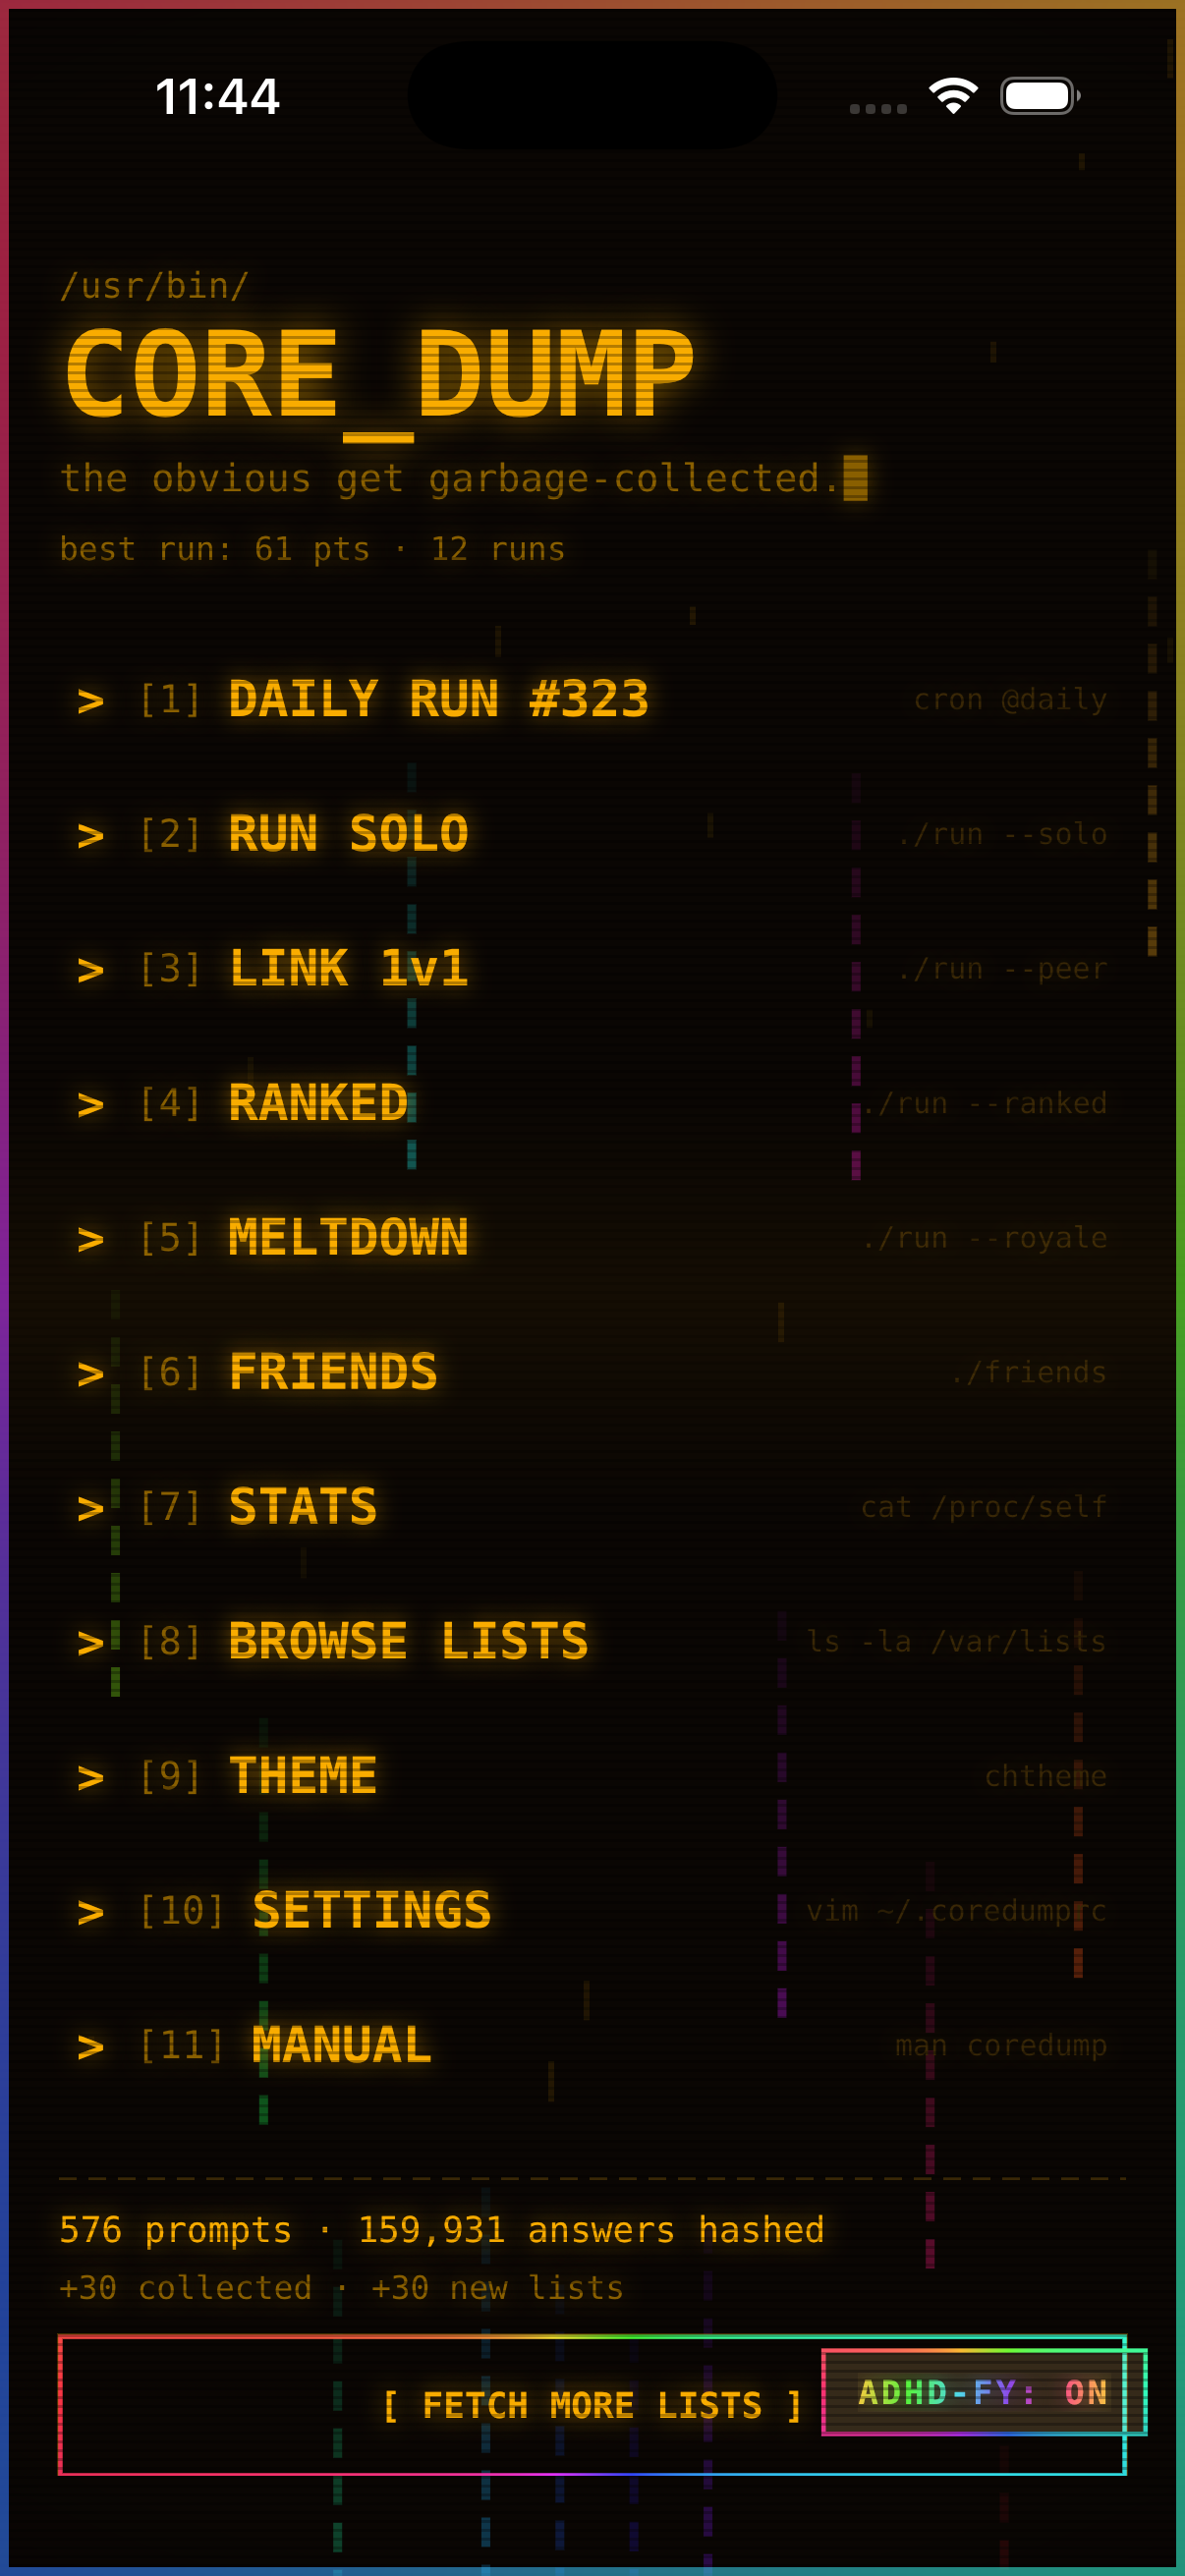 11:44
/usr/bin/
CORE_DUMP
the obvious get garbage-collected.
best run: 61 pts · 12 runs
> [1] DAILY RUN #323 cron @daily
> [2] RUN SOLO ./run --solo
> [3] LINK 1v1 ./run --peer
> [4] RANKED ./run --ranked
> [5] MELTDOWN ./run --royale
> [6] FRIENDS ./friends
> [7] STATS cat /proc/self
> [8] BROWSE LISTS ls -la /var/lists
> [9] THEME chtheme
> [10] SETTINGS vim ~/.coredumprc
> [11] MANUAL man coredump
576 prompts · 159,931 answers hashed
+30 collected · +30 new lists
[ FETCH MORE LISTS ] ADHD-FY: ON